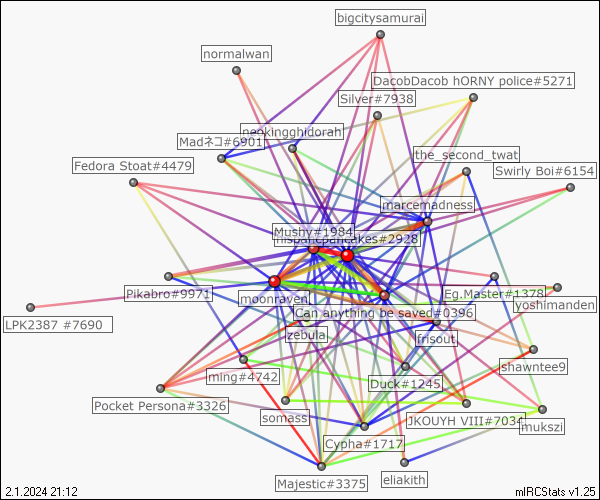 bigcitysamurai
normalwan
DacobDacob hORNY police#5271
Silver#7938
neokingghidorah
Madネコ#6901
the_second_twat
Fedora Stoat#4479
Swirly Boi#6154
marcemadness
Mushy#1984
hispanicpancakes#2928
Pikabro#9971
moonraven
Eg.Master#1378
yoshimanden
Can anything be saved#0396
LPK2387 #7690
zebula
frisout
shawntee9
ming#4742
Duck#1245
Pocket Persona#3326
somass
JKOUYH VIII#7034
mukszi
Cypha#1717
Majestic#3375
eliakith
2.1.2024 21:12
mIRCStats v1.25